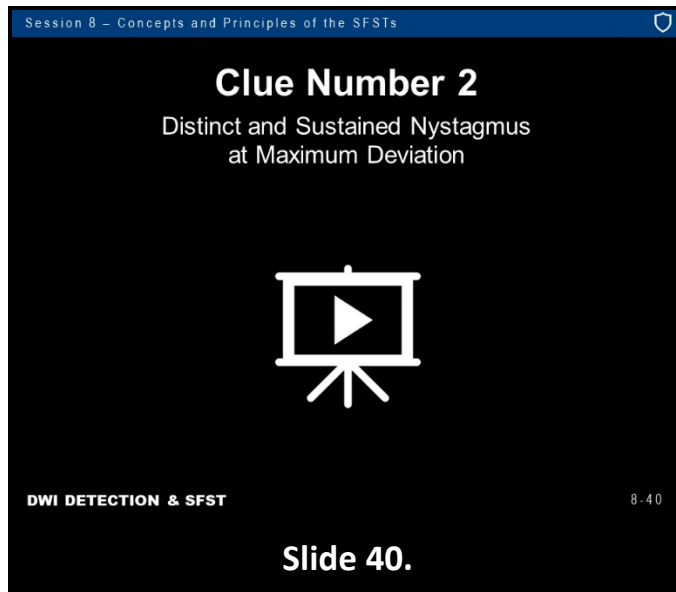 Session 8 – Concepts and Principles of the SFSTs
Clue Number 2
Distinct and Sustained Nystagmus
at Maximum Deviation
DWI DETECTION & SFST
8-40
Slide 40.